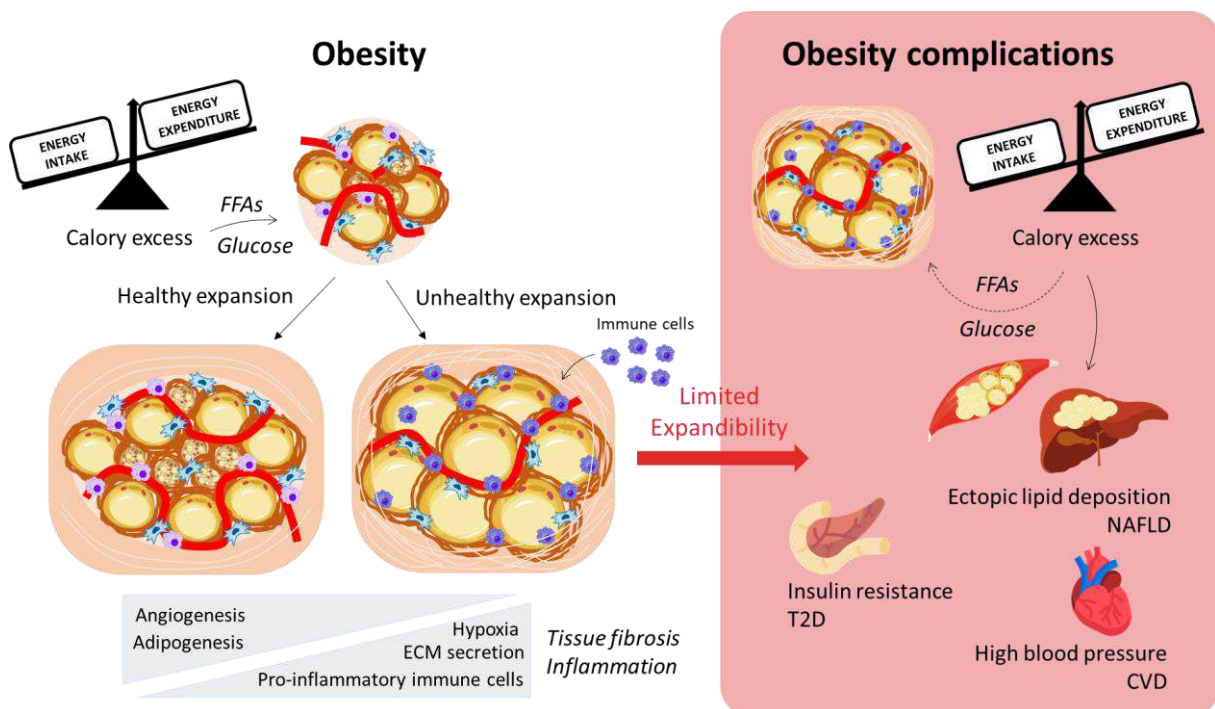 Obesity
ENERGY
INTAKE
ENERGY
EXPENDITURE
Calory excess
FFAs
Glucose
Healthy expansion
Unhealthy expansion
Immune cells
Angiogenesis
Adipogenesis
Hypoxia
ECM secretion
Pro-inflammatory immune cells
Tissue fibrosis
Inflammation
Limited
Expandibility
Obesity complications
ENERGY
INTAKE
ENERGY
EXPENDITURE
Calory excess
FFAs
Glucose
Ectopic lipid deposition
NAFLD
Insulin resistance
T2D
High blood pressure
CVD